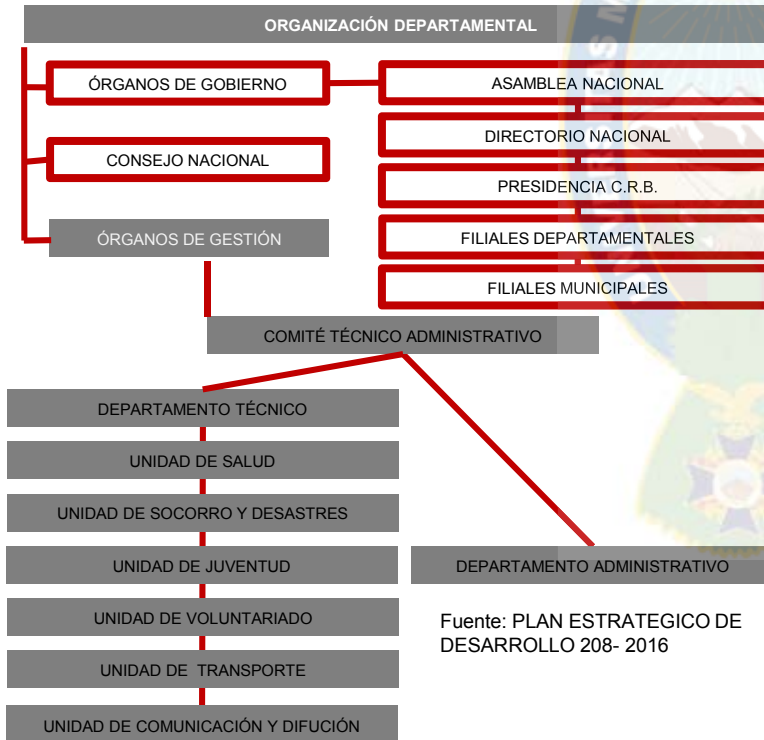 ORGANIZACIÓN DEPARTAMENTAL
ÓRGANOS DE GOBIERNO
ASAMBLEA NACIONAL
DIRECTORIO NACIONAL
CONSEJO NACIONAL
PRESIDENCIA C.R.B.
ÓRGANOS DE GESTIÓN
FILIALES DEPARTAMENTALES
FILIALES MUNICIPALES
COMITÉ TÉCNICO ADMINISTRATIVO
DEPARTAMENTO TÉCNICO
UNIDAD DE SALUD
UNIDAD DE SOCORRO Y DESASTRES
UNIDAD DE JUVENTUD
DEPARTAMENTO ADMINISTRATIVO
UNIDAD DE VOLUNTARIADO
UNIDAD DE TRANSPORTE
UNIDAD DE COMUNICACIÓN Y DIFUCIÓN
Fuente: PLAN ESTRATEGICO DE
DESARROLLO 208- 2016